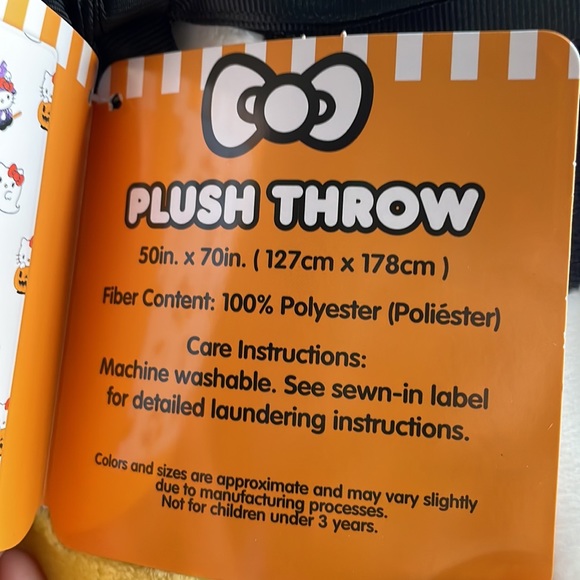 PLUSH THROW
50in. x 70in. ( 127cm x 178cm )
Fiber Content: 100% Polyester (Poliéster)
Care Instructions:
Machine washable. See sewn-in label
for detailed laundering instructions.
Colors and sizes are approximate and may vary slightly
due to manufacturing processes.
Not for children under 3 years.